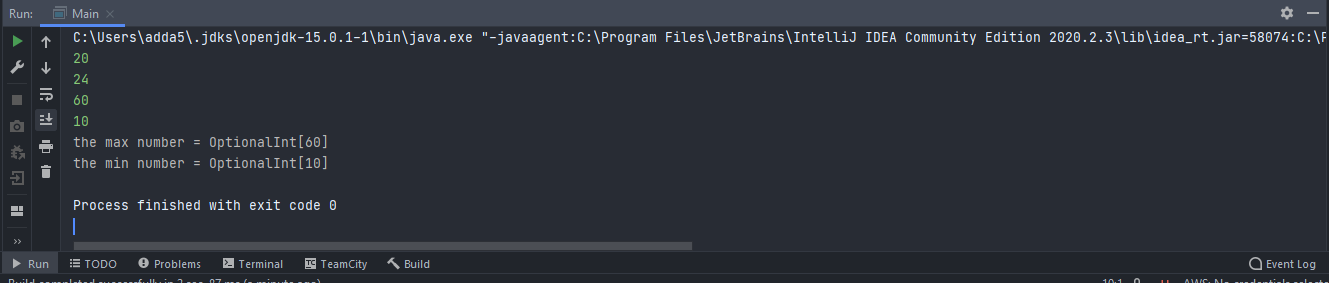 Run: Main
C:\Users\adda5\.jdks\openjdk-15.0.1-1\bin\java.exe "-javaagent:C:\Program Files\JetBrains\IntelliJ IDEA Community Edition 2020.2.3\lib\idea_rt.jar=58074:C:\P
20
24
60
10
the max number = OptionalInt[60]
the min number = OptionalInt[10]
Process finished with exit code 0
Run TODO Problems Terminal TeamCity Build Event Log
Build completed successfully in 3 sec, 87 ms (a minute ago) 10:1 AWS: No credentials selecte